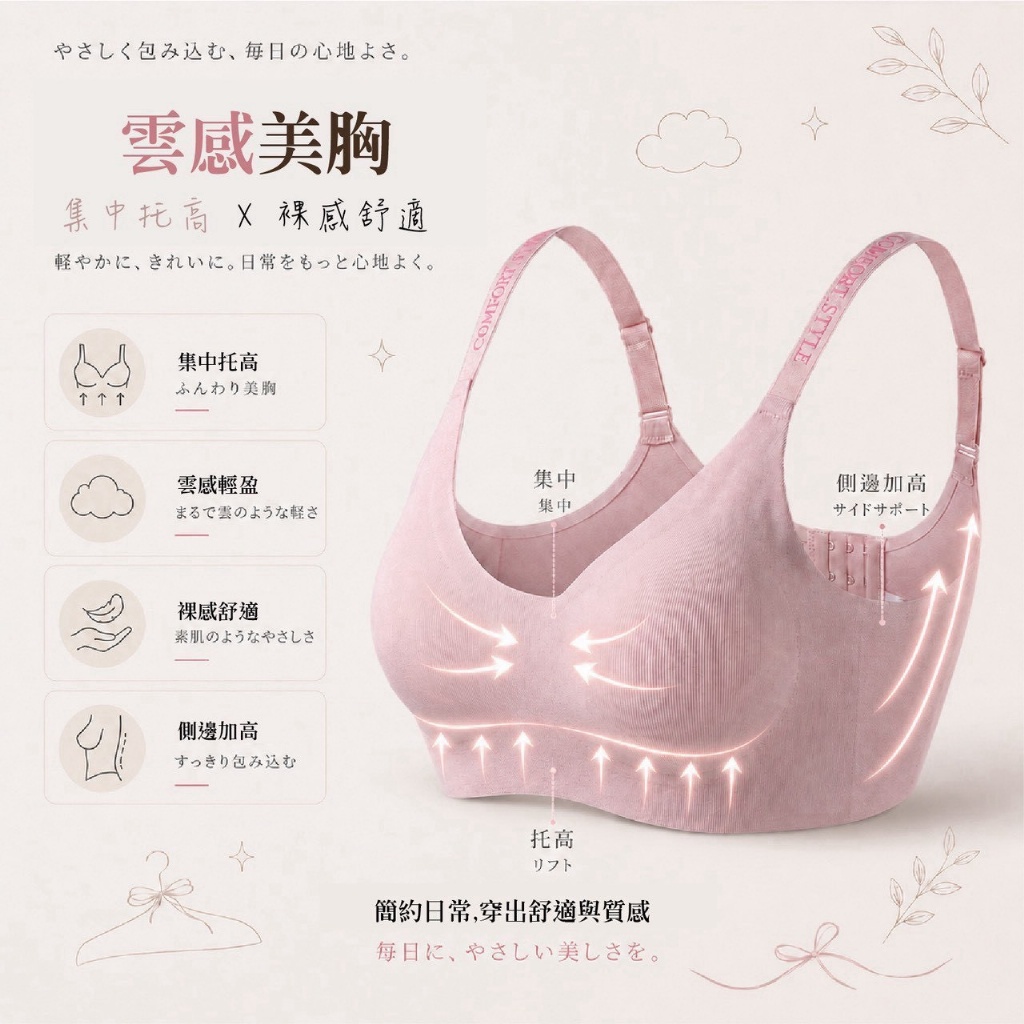 やさしく包み込む、毎日の心地よさ。
雲感美胸
集中托高 X 裸感舒適
軽やかに、きれいに。日常をもっと心地よく。
集中托高
ふんわり美胸
雲感輕盈
まるで雲のような軽さ
裸感舒適
素肌のようなやさしさ
側邊加高
すっきり包み込む
COMFORT.STYLE
集中
集中
側邊加高
サイドサポート
托高
リフト
簡約日常,穿出舒適與質感
毎日に、やさしい美しさを。